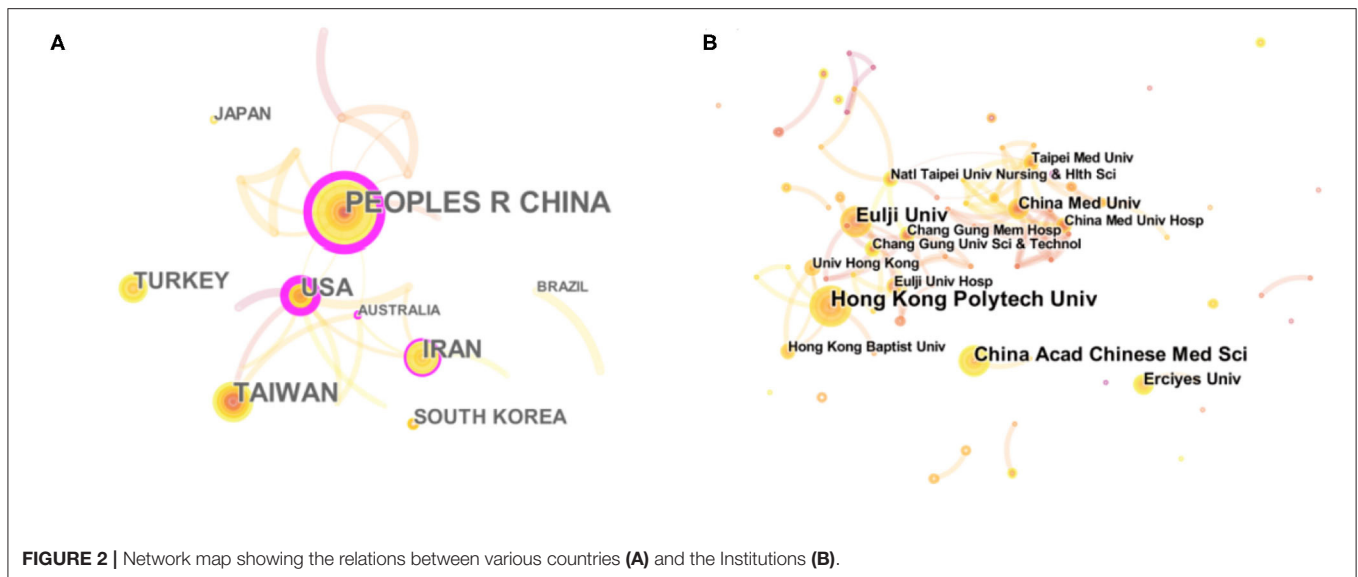 A
B
JAPAN
PEOPLES R CHINA
TURKEY
USA
AUSTRALIA
BRAZIL
IRAN
TAIWAN
SOUTH KOREA
Taipei Med Univ
Natl Taipei Univ Nursing & Hlth Sci
China Med Univ
Eulji Univ
China Med Univ Hosp
Chang Gung Mem Hosp
Chang Gung Univ Sci & Technol
Univ Hong Kong
Eulji Univ Hosp
Hong Kong Polytech Univ
Hong Kong Baptist Univ
China Acad Chinese Med Sci
Erciyes Univ
FIGURE 2 | Network map showing the relations between various countries (A) and the Institutions (B).